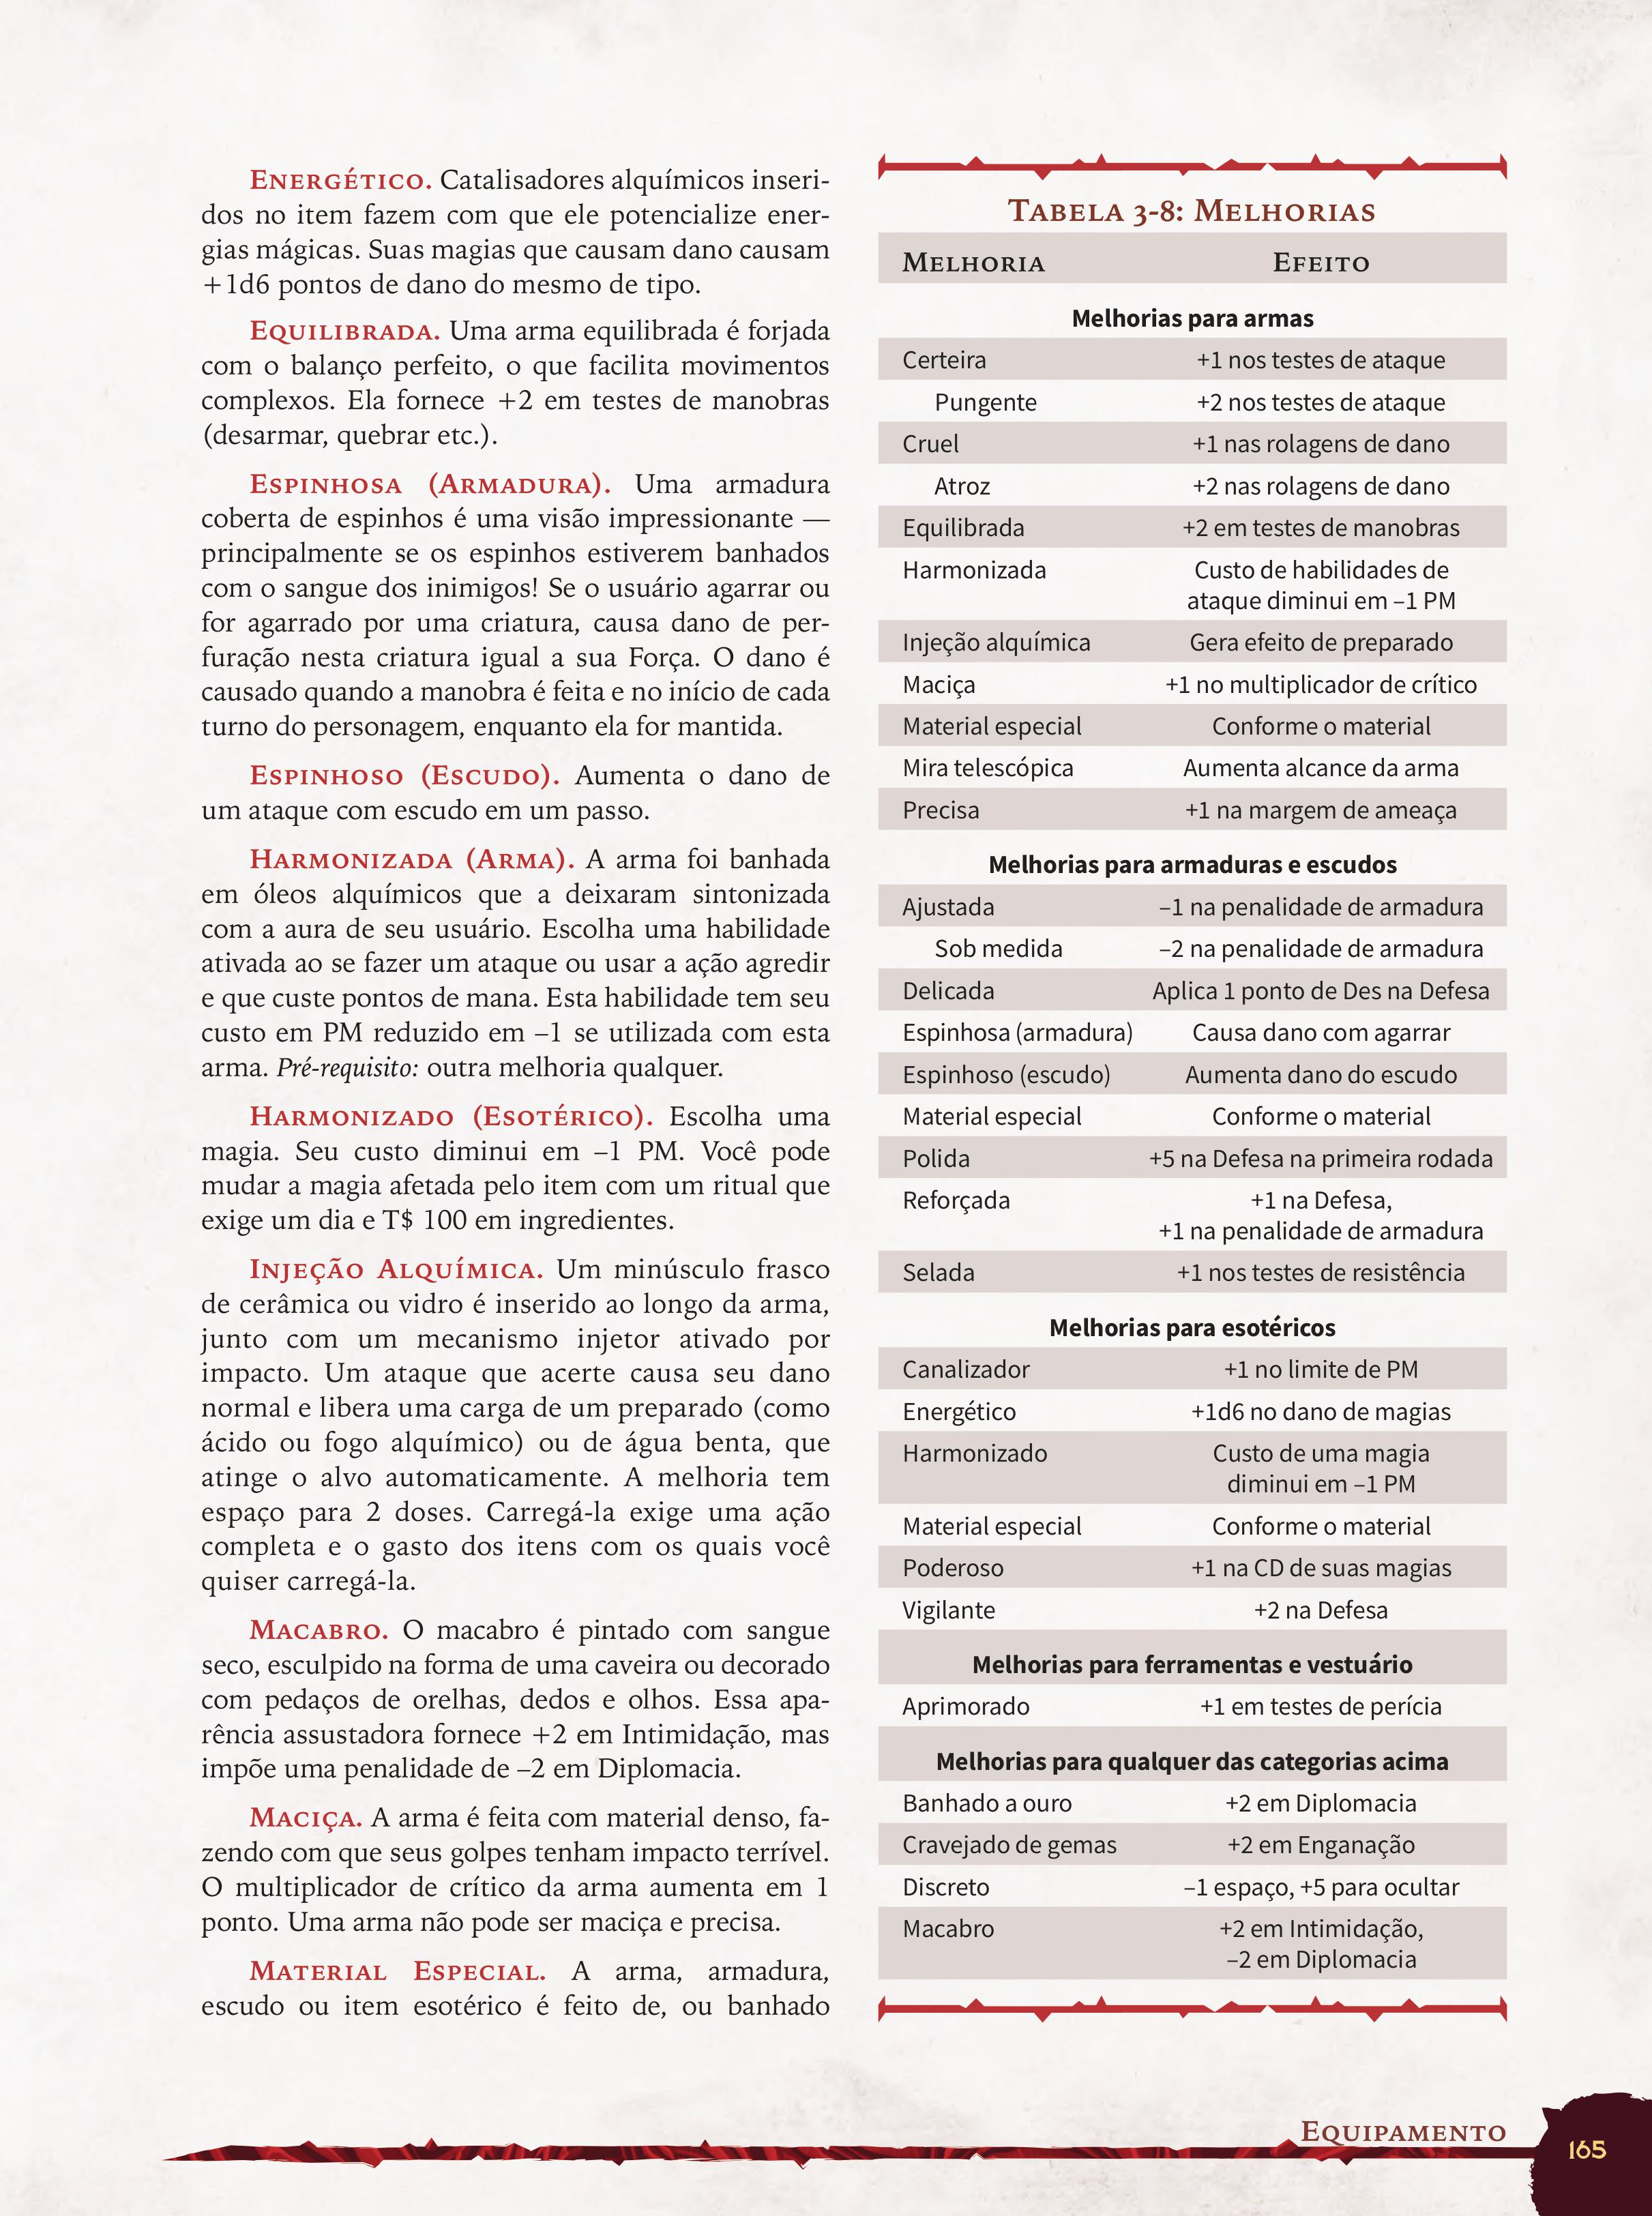 Energético. Catalisadores alquímicos inseri-
dos no item fazem com que ele potencialize ener-
gias mágicas. Suas magias que causam dano causam
+1d6 pontos de dano do mesmo de tipo.
Equilibrada. Uma arma equilibrada é forjada
com o balanço perfeito, o que facilita movimentos
complexos. Ela fornece +2 em testes de manobras
(desarmar, quebrar etc.).
Espinhosa (Armadura). Uma armadura
coberta de espinhos é uma visão impressionante —
principalmente se os espinhos estiverem banhados
com o sangue dos inimigos! Se o usuário agarrar ou
for agarrado por uma criatura, causa dano de per-
furação nesta criatura igual a sua Força. O dano é
causado quando a manobra é feita e no início de cada
turno do personagem, enquanto ela for mantida.
Espinhoso (Escudo). Aumenta o dano de
um ataque com escudo em um passo.
Harmonizada (Arma). A arma foi banhada
em óleos alquímicos que a deixaram sintonizada
com a aura de seu usuário. Escolha uma habilidade
ativada ao se fazer um ataque ou usar a ação agredir
e que custe pontos de mana. Esta habilidade tem seu
custo em PM reduzido em –1 se utilizada com esta
arma. Pré-requisito: outra melhoria qualquer.
Harmonizado (Esotérico). Escolha uma
magia. Seu custo diminui em –1 PM. Você pode
mudar a magia afetada pelo item com um ritual que
exige um dia e T$ 100 em ingredientes.
Injeção Alquímica. Um minúsculo frasco
de cerâmica ou vidro é inserido ao longo da arma,
junto com um mecanismo injetor ativado por
impacto. Um ataque que acerte causa seu dano
normal e libera uma carga de um preparado (como
ácido ou fogo alquímico) ou de água benta, que
atinge o alvo automaticamente. A melhoria tem
espaço para 2 doses. Carregá-la exige uma ação
completa e o gasto dos itens com os quais você
quiser carregá-la.
Macabro. O macabro é pintado com sangue
seco, esculpido na forma de uma caveira ou decorado
com pedaços de orelhas, dedos e olhos. Essa apa-
rência assustadora fornece +2 em Intimidação, mas
impõe uma penalidade de –2 em Diplomacia.
Maciça. A arma é feita com material denso, fa-
zendo com que seus golpes tenham impacto terrível.
O multiplicador de crítico da arma aumenta em 1
ponto. Uma arma não pode ser maciça e precisa.
Material Especial. A arma, armadura,
escudo ou item esotérico é feito de, ou banhado
Tabela 3-8: Melhorias
Melhoria Efeito
Melhorias para armas
Certeira +1 nos testes de ataque
Pungente +2 nos testes de ataque
Cruel +1 nas rolagens de dano
Atroz +2 nas rolagens de dano
Equilibrada +2 em testes de manobras
Harmonizada Custo de habilidades de
ataque diminui em –1 PM
Injeção alquímica Gera efeito de preparado
Maciça +1 no multiplicador de crítico
Material especial Conforme o material
Mira telescópica Aumenta alcance da arma
Precisa +1 na margem de ameaça
Melhorias para armaduras e escudos
Ajustada –1 na penalidade de armadura
Sob medida –2 na penalidade de armadura
Delicada Aplica 1 ponto de Des na Defesa
Espinhosa (armadura) Causa dano com agarrar
Espinhoso (escudo) Aumenta dano do escudo
Material especial Conforme o material
Polida +5 na Defesa na primeira rodada
Reforçada +1 na Defesa,
+1 na penalidade de armadura
Selada +1 nos testes de resistência
Melhorias para esotéricos
Canalizador +1 no limite de PM
Energético +1d6 no dano de magias
Harmonizado Custo de uma magia
diminui em –1 PM
Material especial Conforme o material
Poderoso +1 na CD de suas magias
Vigilante +2 na Defesa
Melhorias para ferramentas e vestuário
Aprimorado +1 em testes de perícia
Melhorias para qualquer das categorias acima
Banhado a ouro +2 em Diplomacia
Cravejado de gemas +2 em Enganação
Discreto –1 espaço, +5 para ocultar
Macabro +2 em Intimidação,
–2 em Diplomacia
Equipamento
165